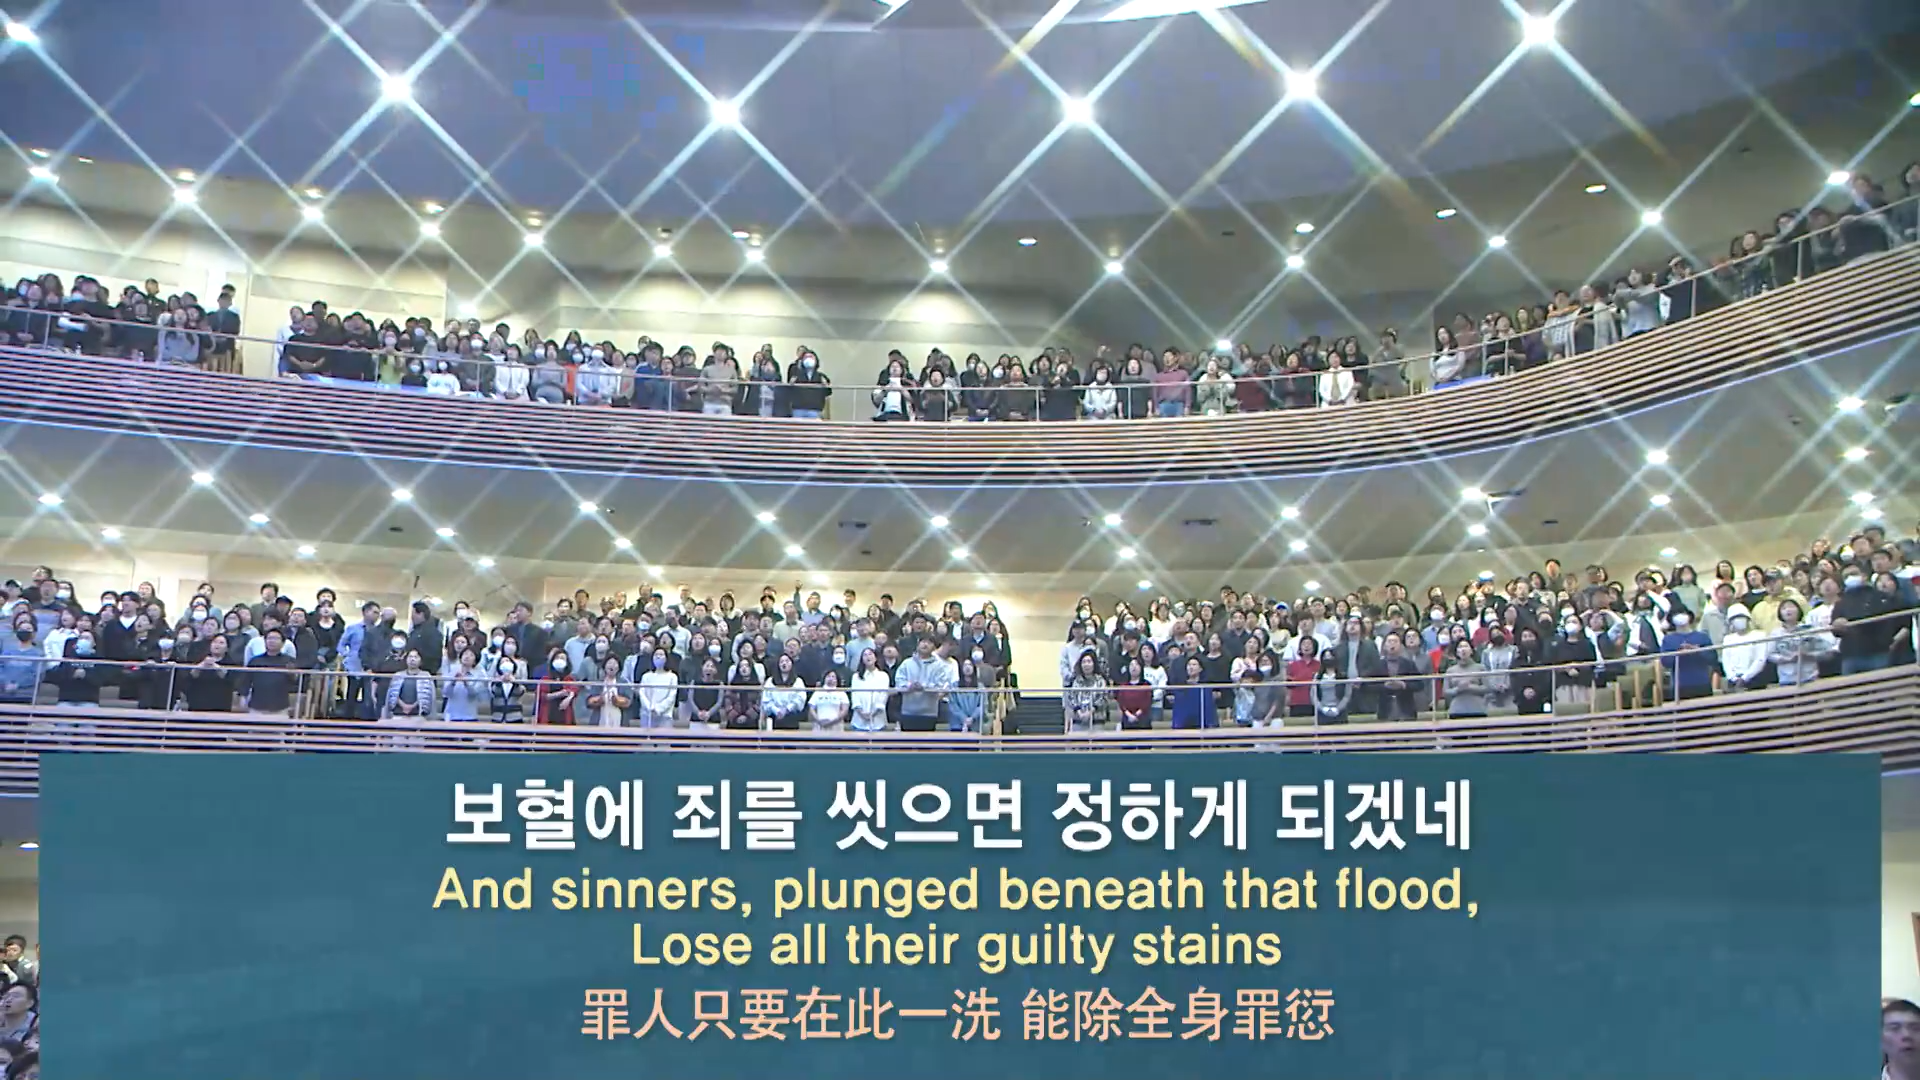 보혈에 죄를 씻으면 정하게 되겠네
And sinners, plunged beneath that flood,
Lose all their guilty stains
罪人只要在此一洗 能除全身罪愆